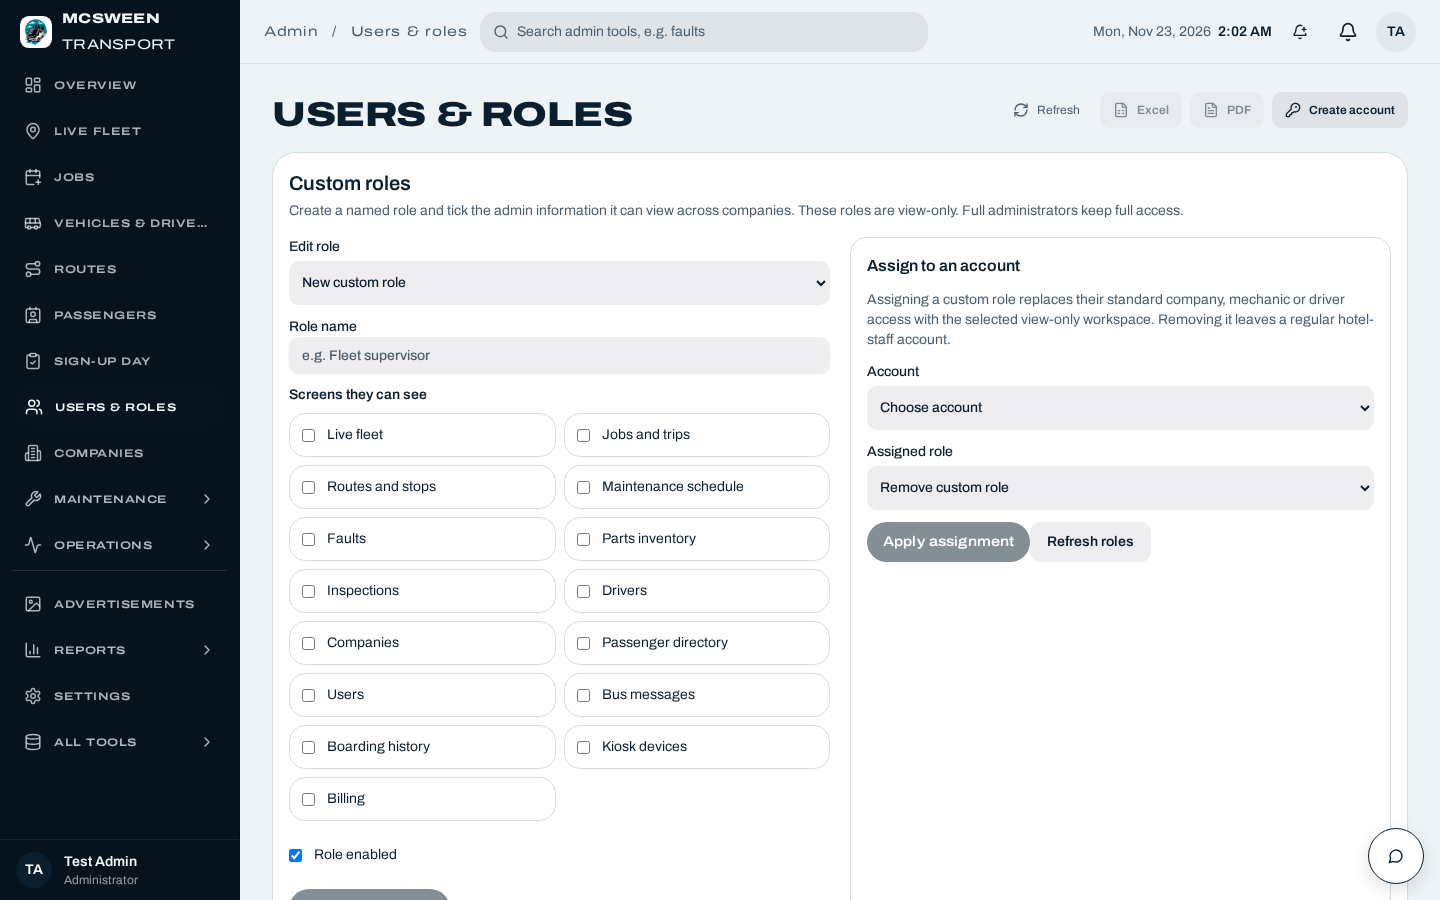 MCSWEEN
TRANSPORT
OVERVIEW
LIVE FLEET
JOBS
VEHICLES & DRIVE...
ROUTES
PASSENGERS
SIGN-UP DAY
USERS & ROLES
COMPANIES
MAINTENANCE
OPERATIONS
ADVERTISEMENTS
REPORTS
SETTINGS
ALL TOOLS
TA
Test Admin
Administrator
Admin / Users & roles
Search admin tools, e.g. faults
Mon, Nov 23, 2026 2:02 AM
TA
USERS & ROLES
Refresh
Excel
PDF
Create account
Custom roles
Create a named role and tick the admin information it can view across companies. These roles are view-only. Full administrators keep full access.
Edit role
New custom role
Role name
e.g. Fleet supervisor
Screens they can see
Live fleet
Jobs and trips
Routes and stops
Maintenance schedule
Faults
Parts inventory
Inspections
Drivers
Companies
Passenger directory
Users
Bus messages
Boarding history
Kiosk devices
Billing
Role enabled
Assign to an account
Assigning a custom role replaces their standard company, mechanic or driver
access with the selected view-only workspace. Removing it leaves a regular hotel-
staff account.
Account
Choose account
Assigned role
Remove custom role
Apply assignment
Refresh roles